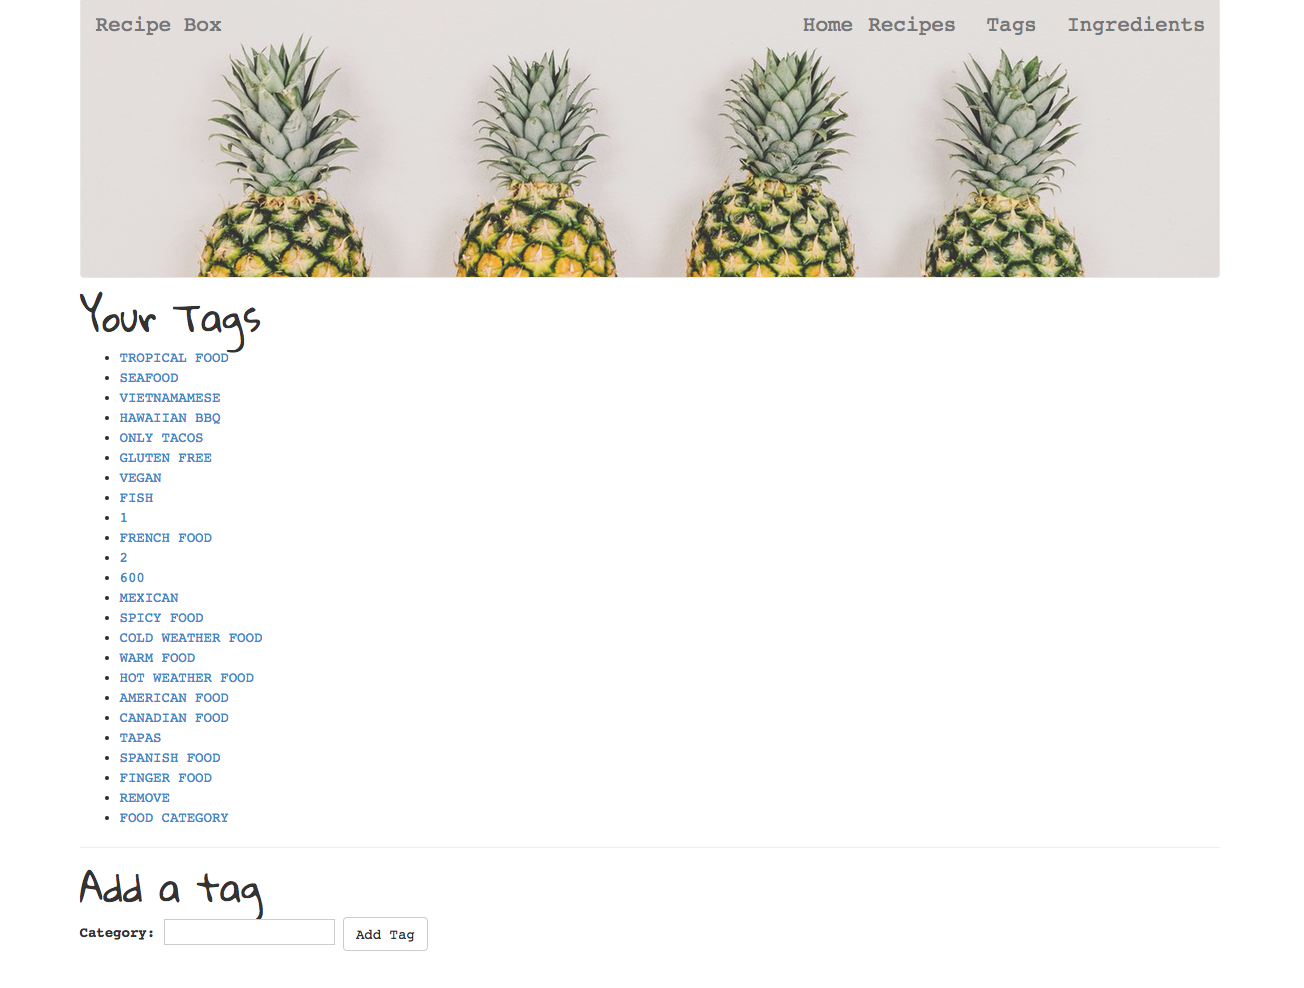 Recipe Box Home Recipes Tags Ingredients
Your Tags
TROPICAL FOOD
SEAFOOD
VIETNAMAMESE
HAWAIIAN BBQ
ONLY TACOS
GLUTEN FREE
VEGAN
FISH
1
FRENCH FOOD
2
600
MEXICAN
SPICY FOOD
COLD WEATHER FOOD
WARM FOOD
HOT WEATHER FOOD
AMERICAN FOOD
CANADIAN FOOD
TAPAS
SPANISH FOOD
FINGER FOOD
REMOVE
FOOD CATEGORY
Add a tag
Category: Add Tag